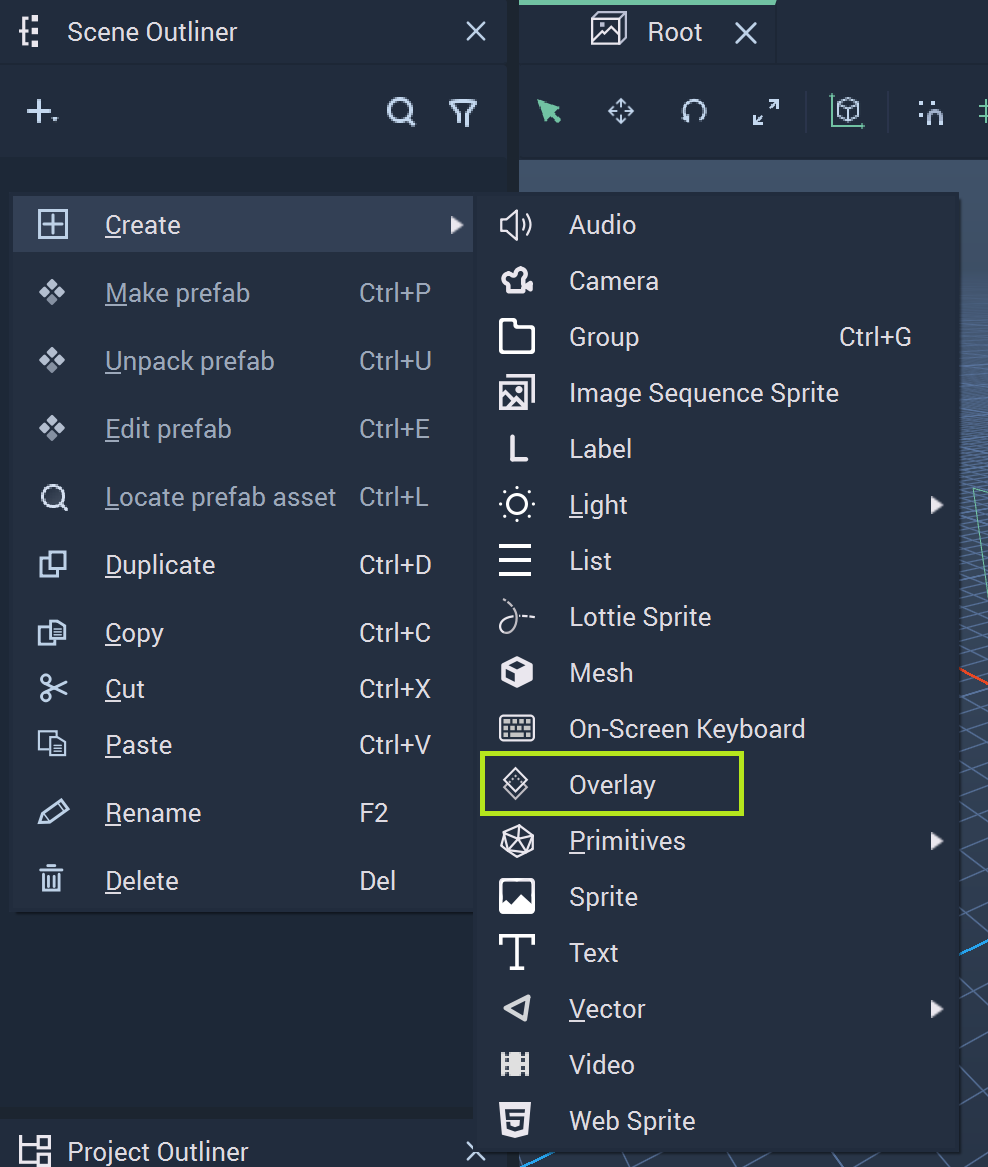 Scene Outliner
Root
Create
Make prefab Ctrl+P
Unpack prefab Ctrl+U
Edit prefab Ctrl+E
Locate prefab asset Ctrl+L
Duplicate Ctrl+D
Copy Ctrl+C
Cut Ctrl+X
Paste Ctrl+V
Rename F2
Delete Del
Audio
Camera
Group Ctrl+G
Image Sequence Sprite
Label
Light
List
Lottie Sprite
Mesh
On-Screen Keyboard
Overlay
Primitives
Sprite
Text
Vector
Video
Web Sprite
Project Outliner